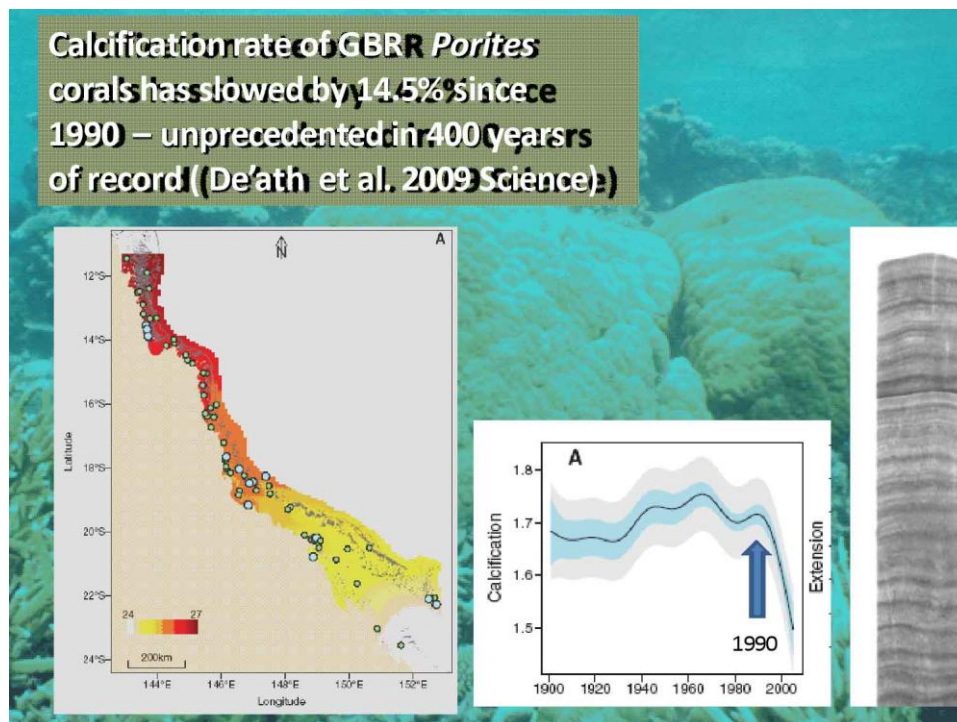 Calcification rate of GBR Porites
corals has slowed by 14.5% since
1990 – unprecedented in 400 years
of record (De'ath et al. 2009 Science)
A
N
12°S
14°S
16°S
18°S
20°S
22°S
24°S
Latitude
24 27
200km
144°E 146°E 148°E 150°E 152°E
Longitude
A
1.8
1.7
1.6
1.5
Calcification
Extension
1990
1900 1920 1940 1960 1980 2000